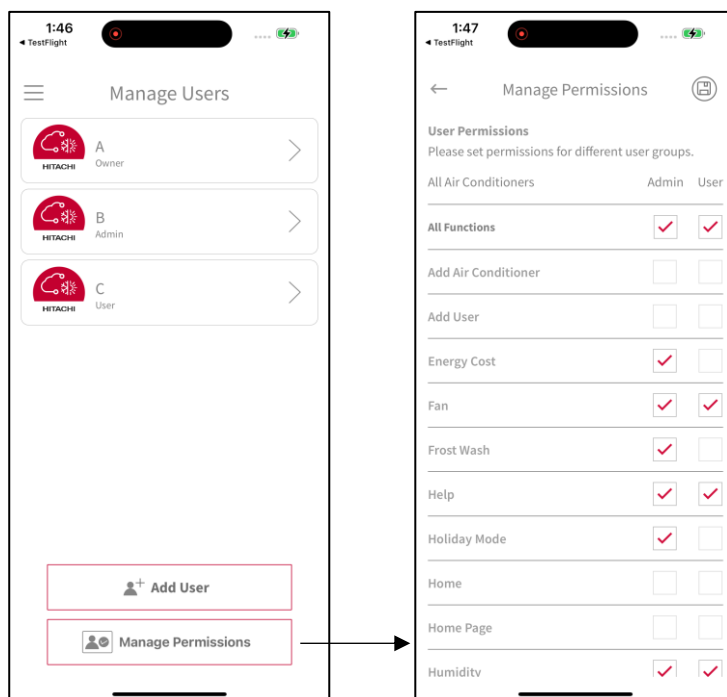 1:46
◄ TestFlight
Manage Users
HITACHI
A
Owner
HITACHI
B
Admin
HITACHI
C
User
Add User
Manage Permissions
1:47
◄ TestFlight
Manage Permissions
User Permissions
Please set permissions for different user groups.
All Air Conditioners Admin User
All Functions
Add Air Conditioner
Add User
Energy Cost
Fan
Frost Wash
Help
Holiday Mode
Home
Home Page
Humidity